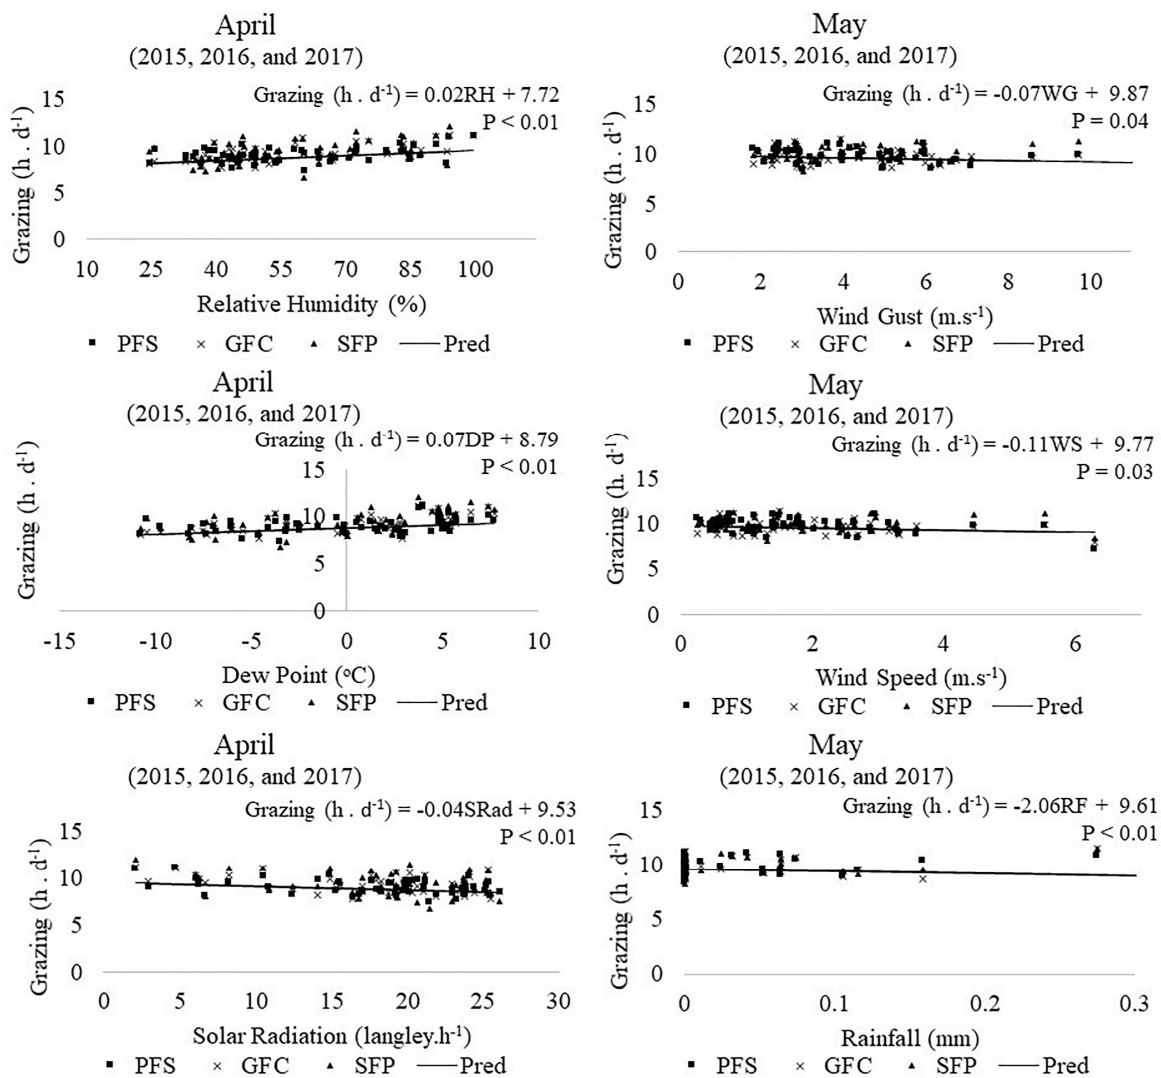 April
(2015, 2016, and 2017)
Grazing (h . d-1) = 0.02RH + 7.72
P < 0.01
Grazing (h . d-1)
15
10
5
0
10 25 40 55 70 85 100
Relative Humidity (%)
PFS GFC SFP Pred
May
(2015, 2016, and 2017)
Grazing (h . d-1) = -0.07WG + 9.87
P = 0.04
Grazing (h . d-1)
15
10
5
0
0 2 4 6 8 10
Wind Gust (m.s-1)
PFS GFC SFP Pred
April
(2015, 2016, and 2017)
Grazing (h . d-1) = 0.07DP + 8.79
P < 0.01
Grazing (h . d-1)
15
10
5
0
-15 -10 -5 0 5 10
Dew Point (oC)
PFS GFC SFP Pred
May
(2015, 2016, and 2017)
Grazing (h . d-1) = -0.11WS + 9.77
P = 0.03
Grazing (h. d-1)
15
10
5
0
0 2 4 6
Wind Speed (m.s-1)
PFS GFC SFP Pred
April
(2015, 2016, and 2017)
Grazing (h . d-1) = -0.04SRad + 9.53
P < 0.01
Grazing (h . d-1)
15
10
5
0
0 5 10 15 20 25 30
Solar Radiation (langley.h-1)
PFS GFC SFP Pred
May
(2015, 2016, and 2017)
Grazing (h . d-1) = -2.06RF + 9.61
P < 0.01
Grazing (h . d-1)
15
10
5
0
0 0.1 0.2 0.3
Rainfall (mm)
PFS GFC SFP Pred